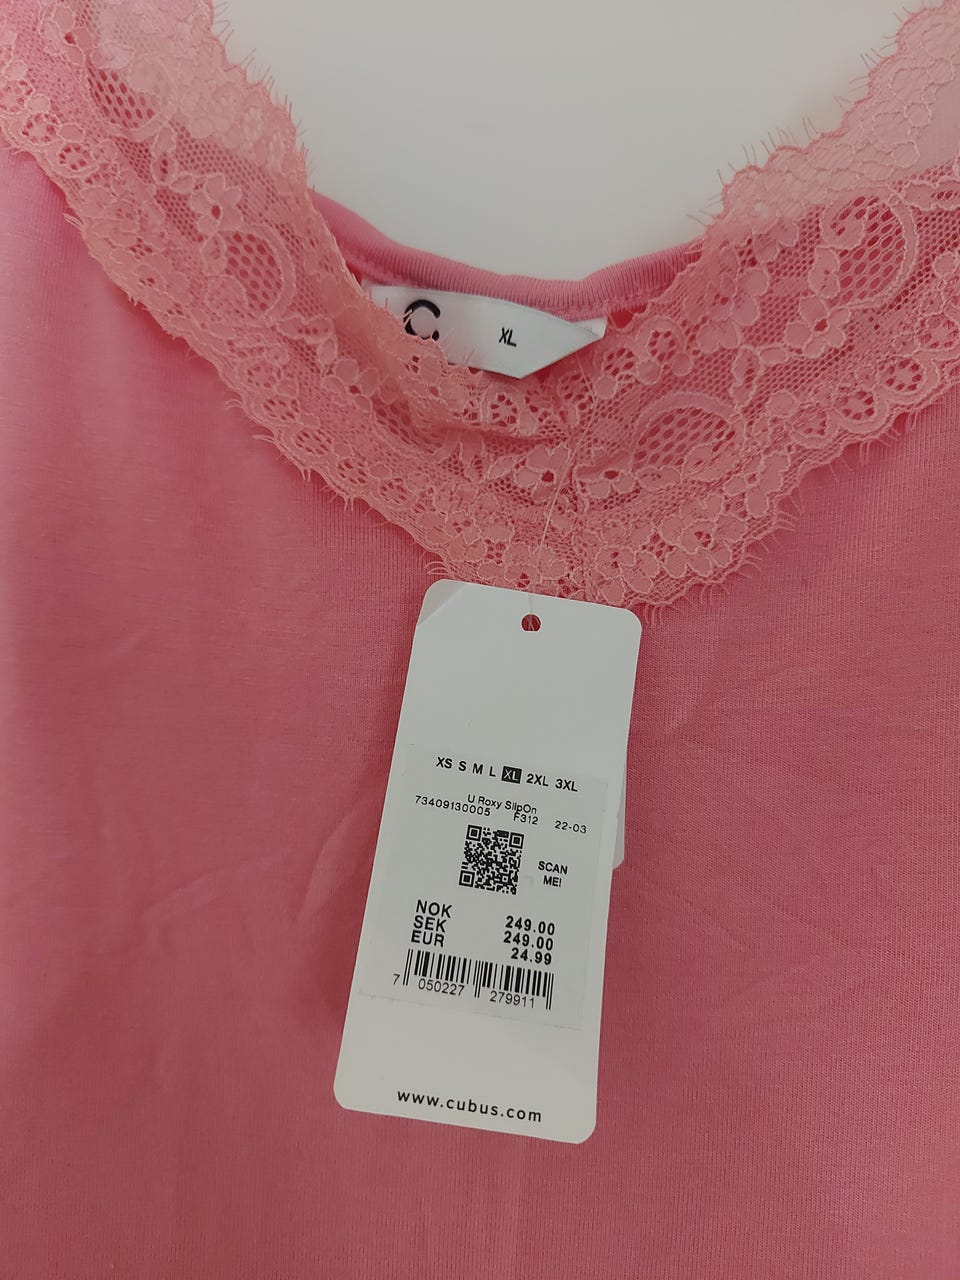 C XL
XS S M L XL 2XL 3XL
U Roxy SlipOn
73409130005 F312 22-03
SCAN
ME!
NOK 249.00
SEK 249.00
EUR 24.99
7 050227 279911
www.cubus.com